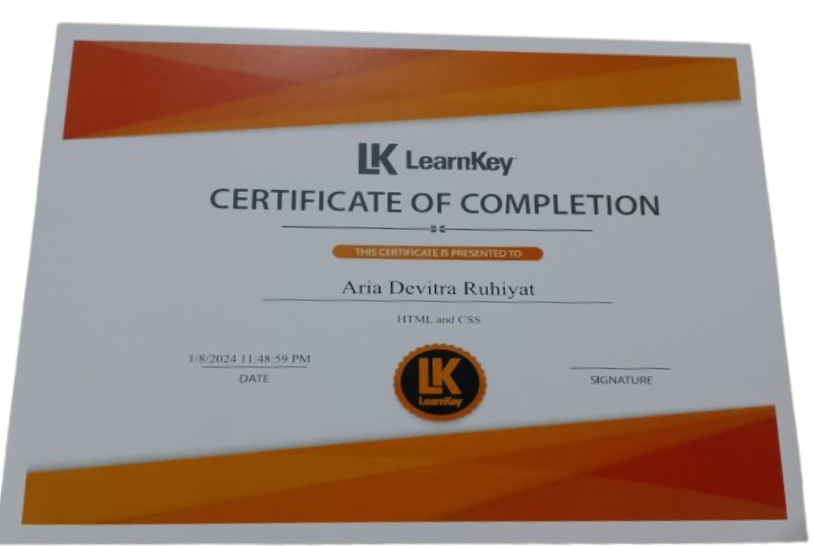 LK LearnKey
CERTIFICATE OF COMPLETION
THIS CERTIFICATE IS PRESENTED TO
Aria Devitra Ruhiyat
HTML and CSS
1/8/2024 11:48:59 PM
DATE
LK
LearnKey
SIGNATURE